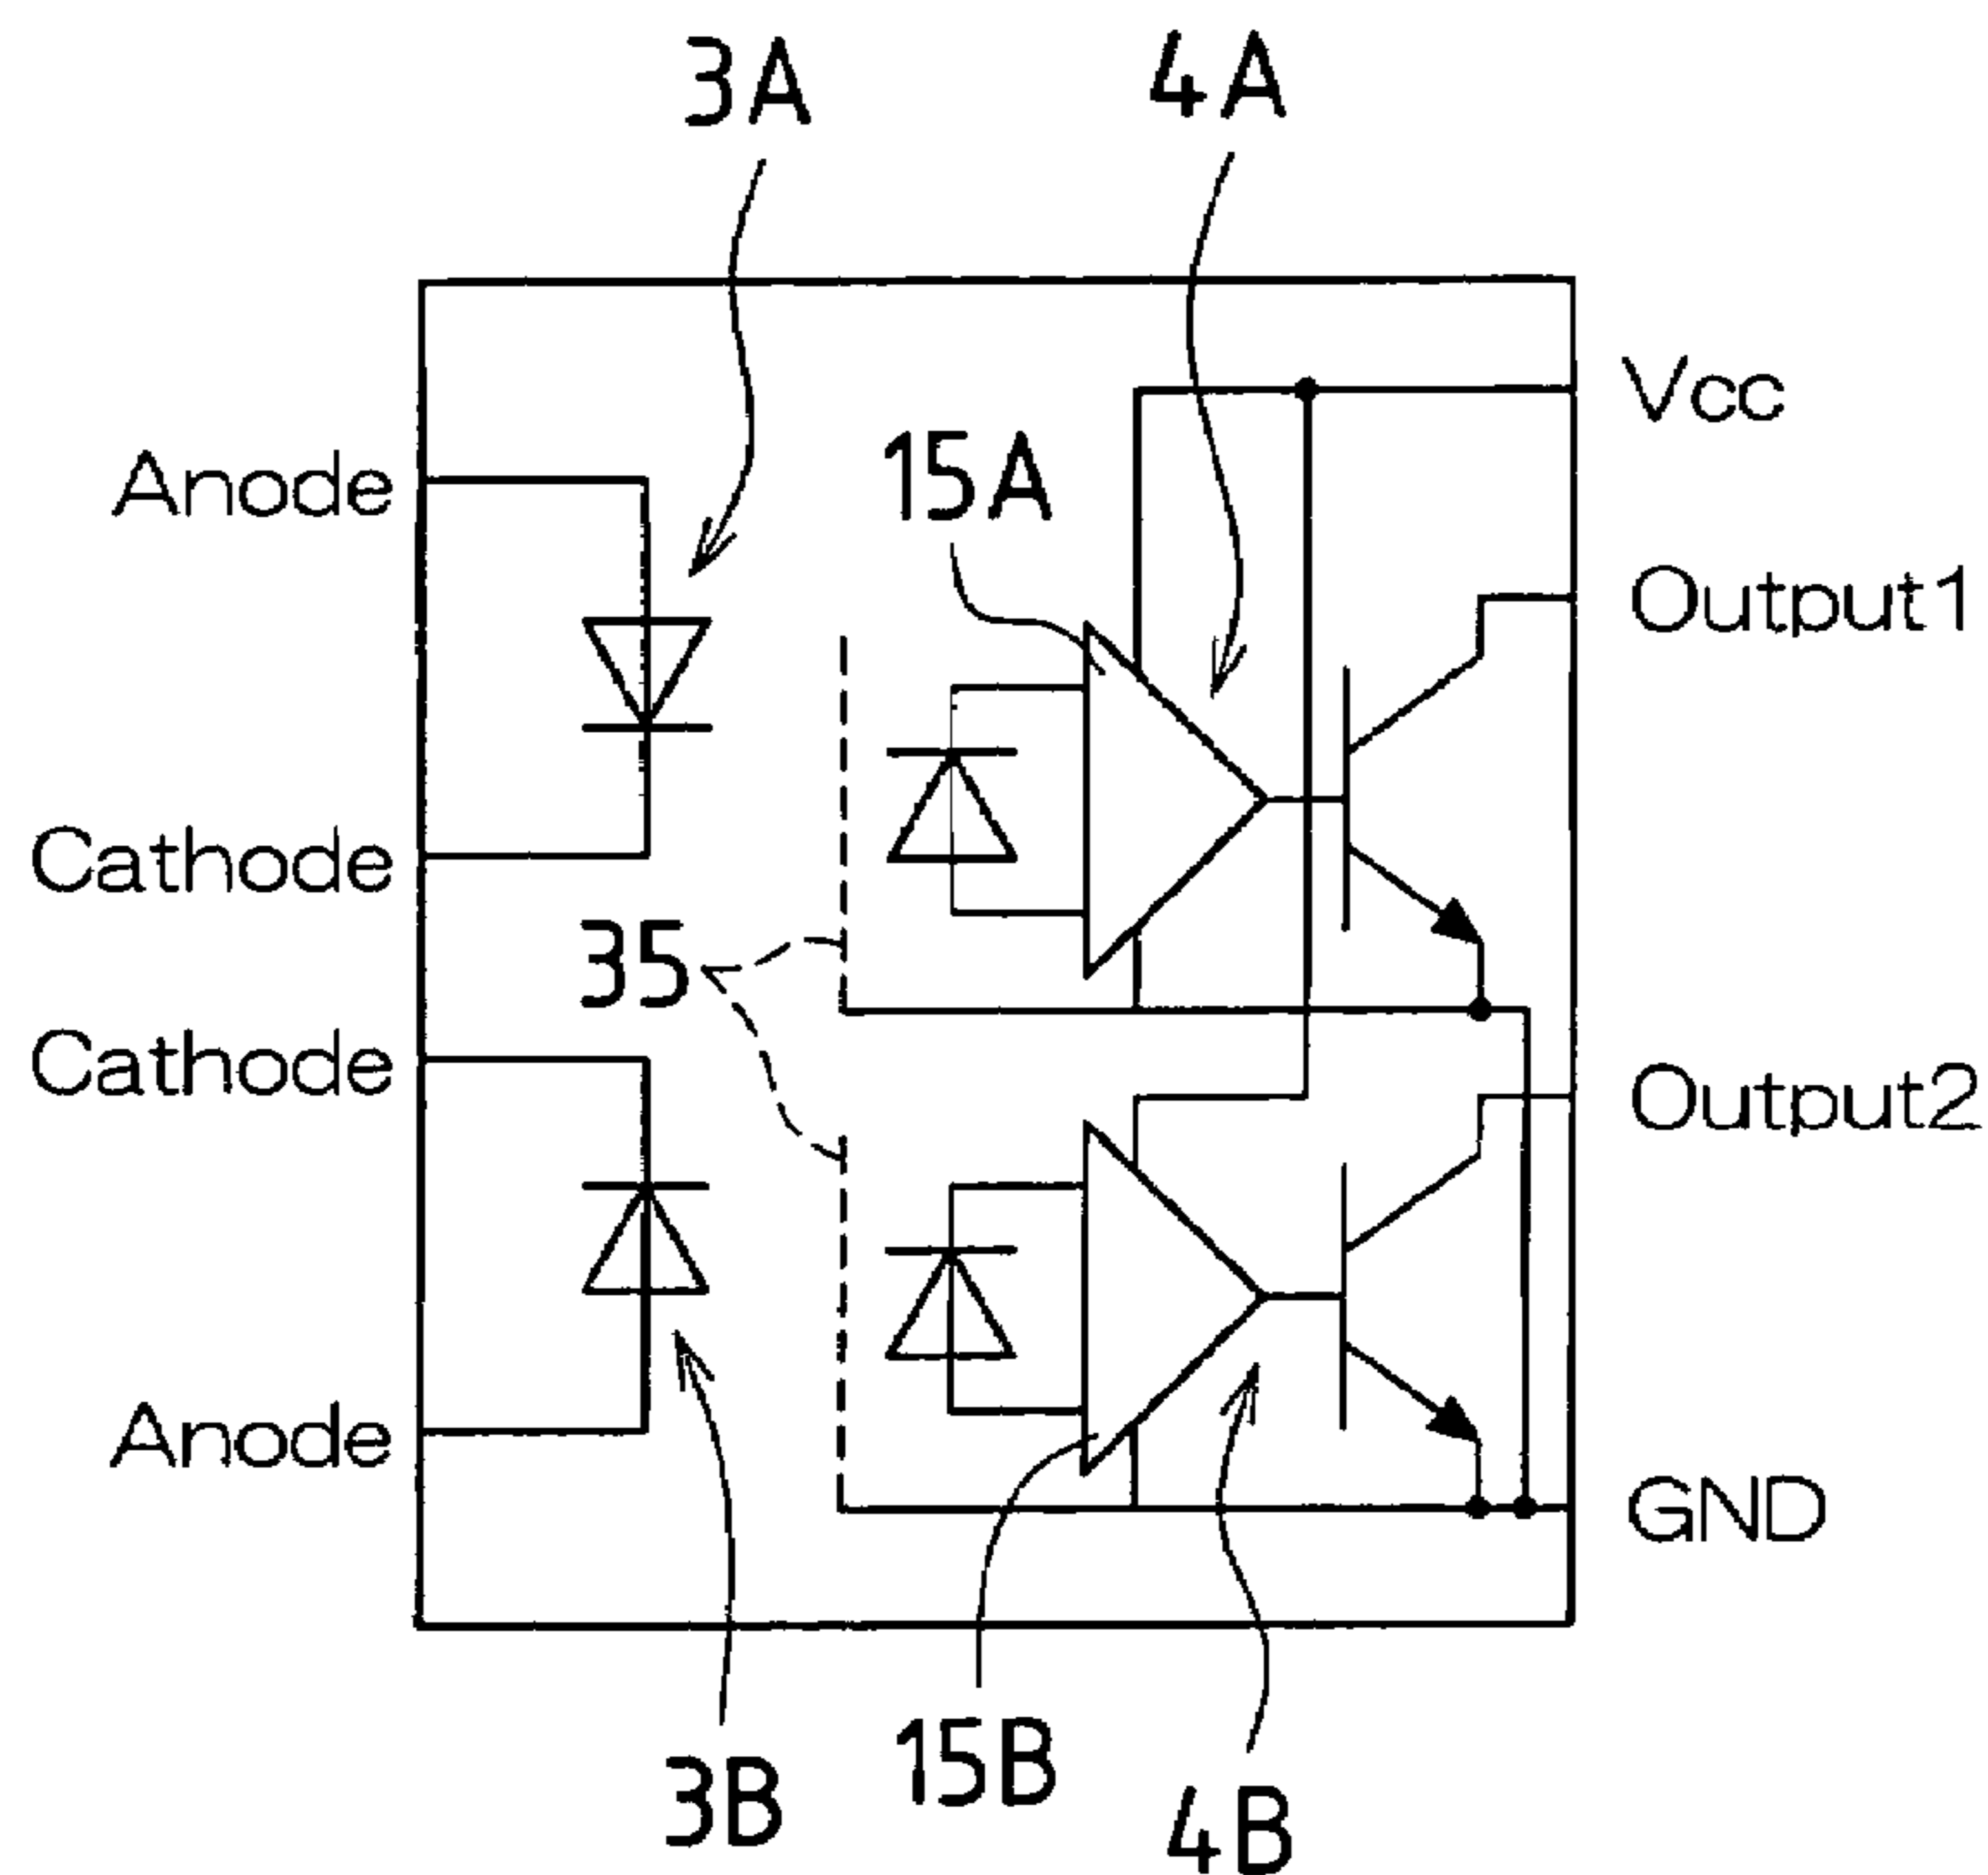 3A
4A
Vcc
15A
Anode
Output1
Cathode
35
Cathode
Output2
Anode
GND
15B
3B
4B